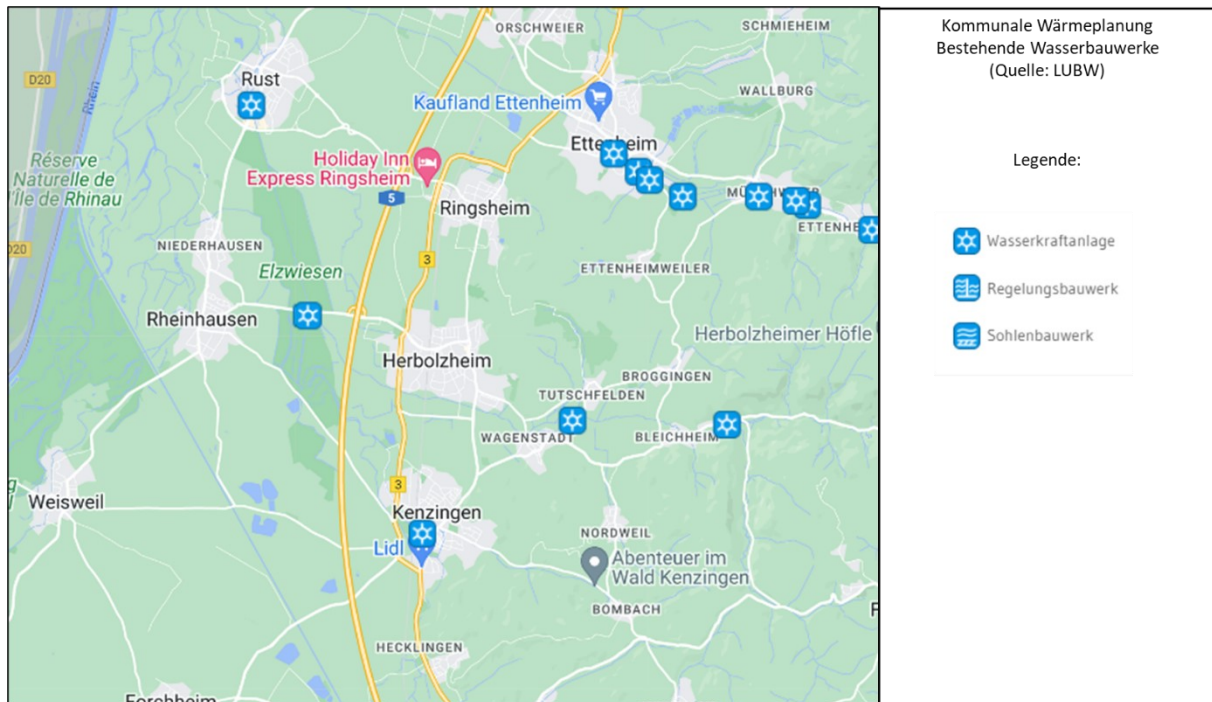 Kommunale Wärmeplanung
Bestehende Wasserbauwerke
(Quelle: LUBW)
Legende:
Wasserkraftanlage
Regelungsbauwerk
Sohlenbauwerk
ORSCHWEIER
SCHMIEHEIM
D20
Rhein
Rust
Kaufland Ettenheim
WALLBURG
Réserve
Naturelle de
l'Île de Rhinau
Holiday Inn
Express Ringsheim
5
Ringsheim
NIEDERHAUSEN
D20
3
Elzwiesen
ETTENHEIMWEILER
Rheinhausen
Herbolzheim
Herbolzheimer Höfle
BROGGINGEN
TUTSCHFELDEN
WAGENSTADT
BLEICHHEIM
3
Weisweil
Kenzingen
Lidl
NORDWEIL
Abenteuer im
Wald Kenzingen
BOMBACH
HECKLINGEN